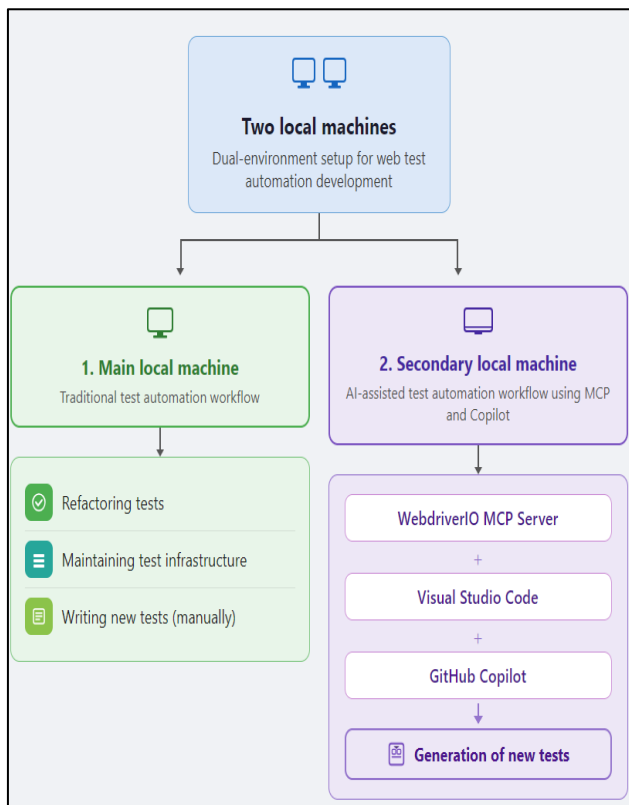 Two local machines
Dual-environment setup for web test
automation development
1. Main local machine
Traditional test automation workflow
2. Secondary local machine
AI-assisted test automation workflow using MCP
and Copilot
Refactoring tests
Maintaining test infrastructure
Writing new tests (manually)
WebdriverIO MCP Server
+
Visual Studio Code
+
GitHub Copilot
Generation of new tests